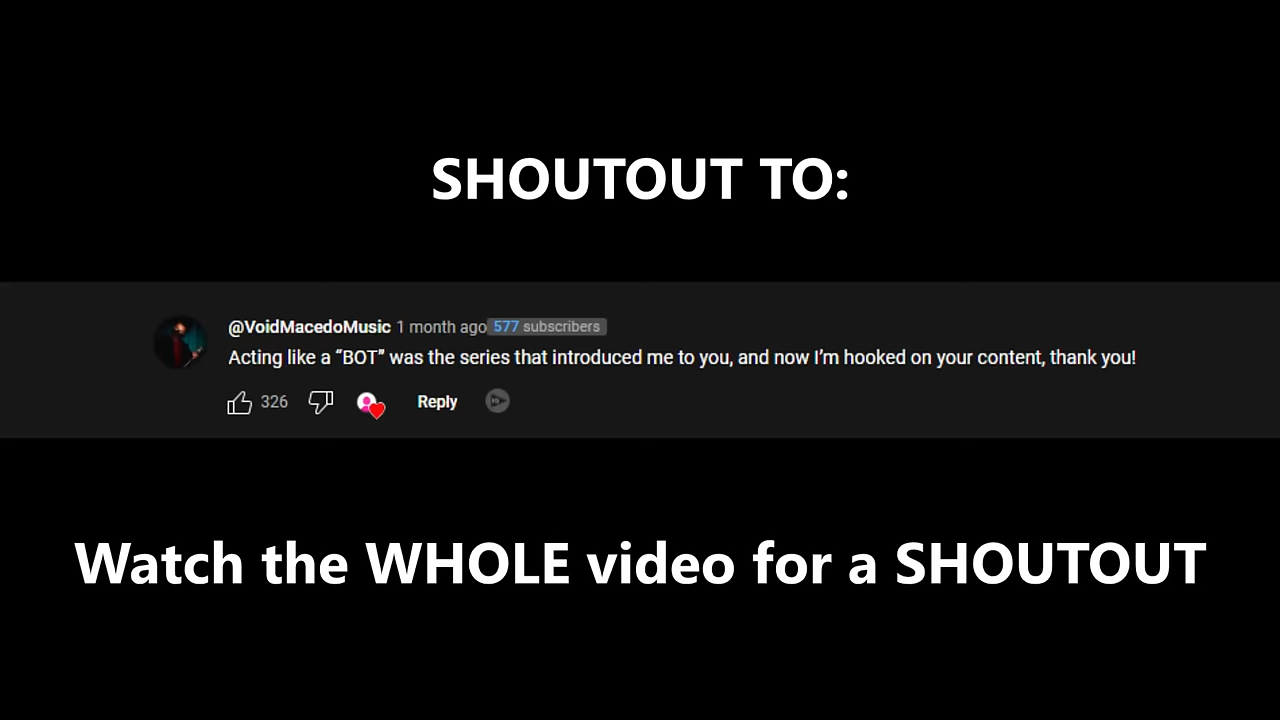 SHOUTOUT TO:
@VoidMacedoMusic 1 month ago 577 subscribers
Acting like a “BOT” was the series that introduced me to you, and now I’m hooked on your content, thank you!
326 Reply
Watch the WHOLE video for a SHOUTOUT